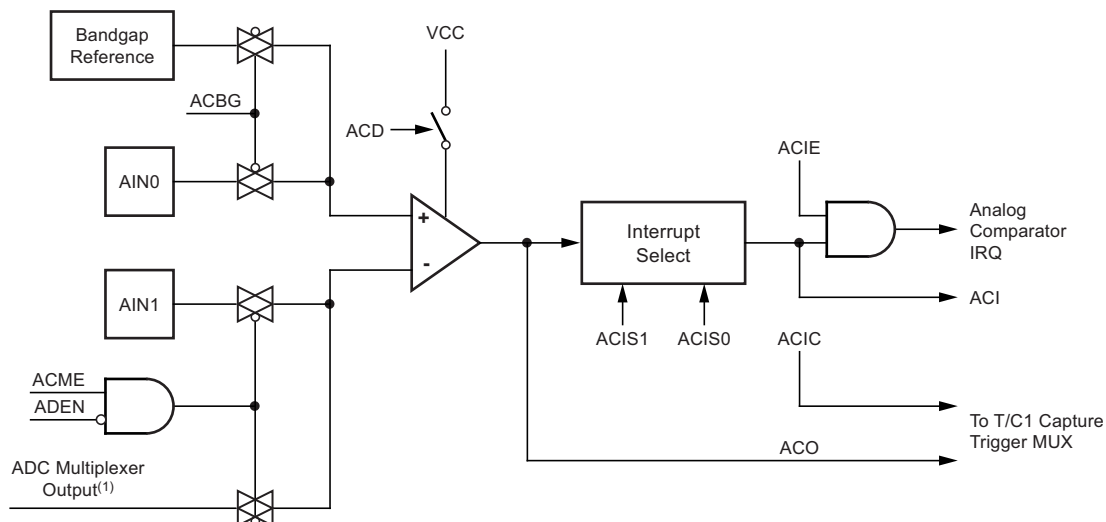 Bandgap
Reference
VCC
ACBG
ACD
AIN0
ACIE
+
Interrupt
Select
Analog
Comparator
IRQ
-
AIN1
ACI
ACIS1
ACIS0
ACIC
ACME
ADEN
To T/C1 Capture
Trigger MUX
ACO
ADC Multiplexer
Output(1)